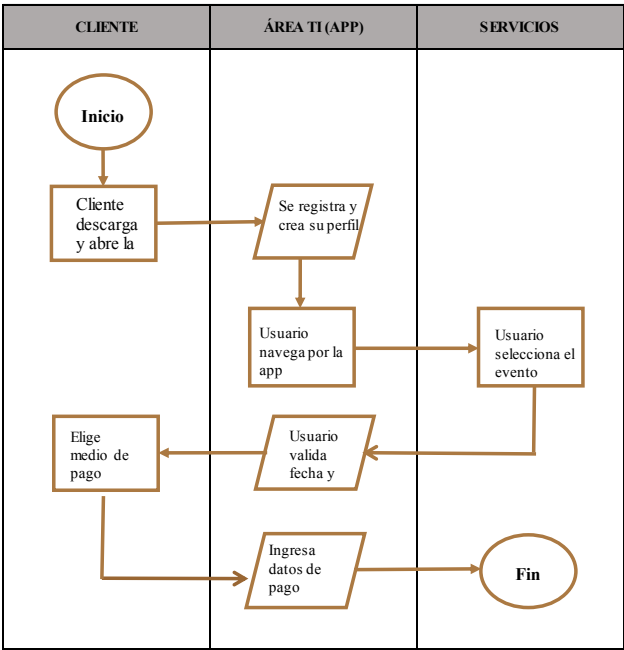 CLIENTE
ÁREA TI (APP)
SERVICIOS
Inicio
Cliente
descarga
y abre la
Se registra y
crea su perfil
Usuario
navega por la
app
Usuario
selecciona el
evento
Usuario
valida
fecha y
Elige
medio de
pago
Ingresa
datos de
pago
Fin